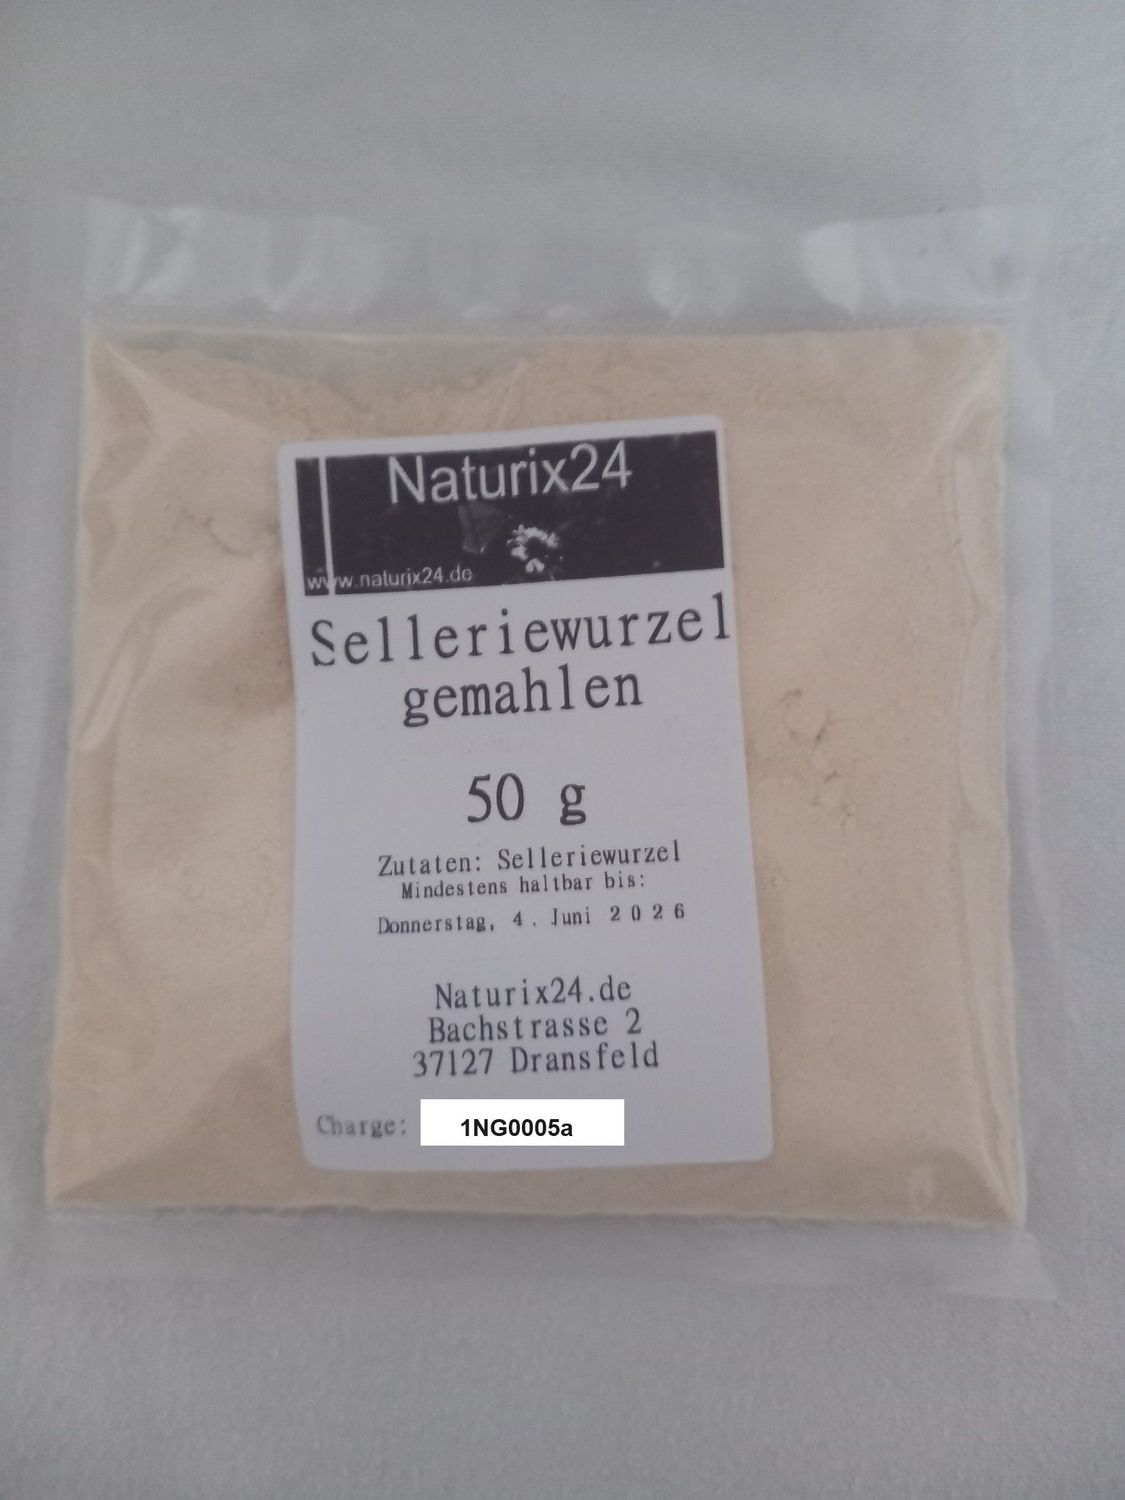 Naturix24
www.naturix24.de
Selleriewurzel
gemahlen
50 g
Zutaten: Selleriewurzel
Mindestens haltbar bis:
Donnerstag, 4. Juni 2026
Naturix24.de
Bachstrasse 2
37127 Dransfeld
Charge: 1NG0005a